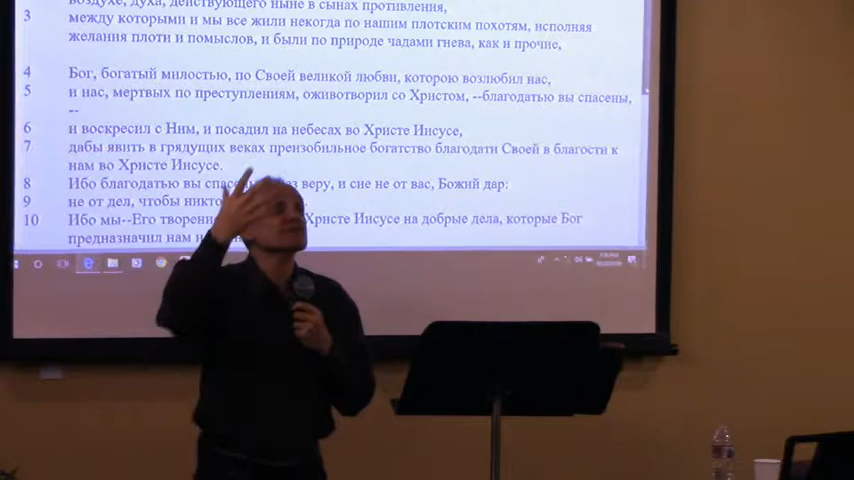 воздухе, духа, действующего ныне в сынах противления,
3 между которыми и мы все жили некогда по нашим плотским похотям, исполняя
желания плоти и помыслов, и были по природе чадами гнева, как и прочие,
4 Бог, богатый милостью, по Своей великой любви, которою возлюбил нас,
5 и нас, мертвых по преступлениям, оживотворил со Христом, --благодатью вы спасены,
--
6 и воскресил с Ним, и посадил на небесах во Христе Иисусе,
7 дабы явить в грядущих веках преизобильное богатство благодати Своей в благости к
нам во Христе Иисусе.
8 Ибо благодатью вы через веру, и сие не от вас, Божий дар:
9 не от дел, чтобы
10 Ибо мы--Его Христе Иисусе на добрые дела, которые Бог
предназначил нам